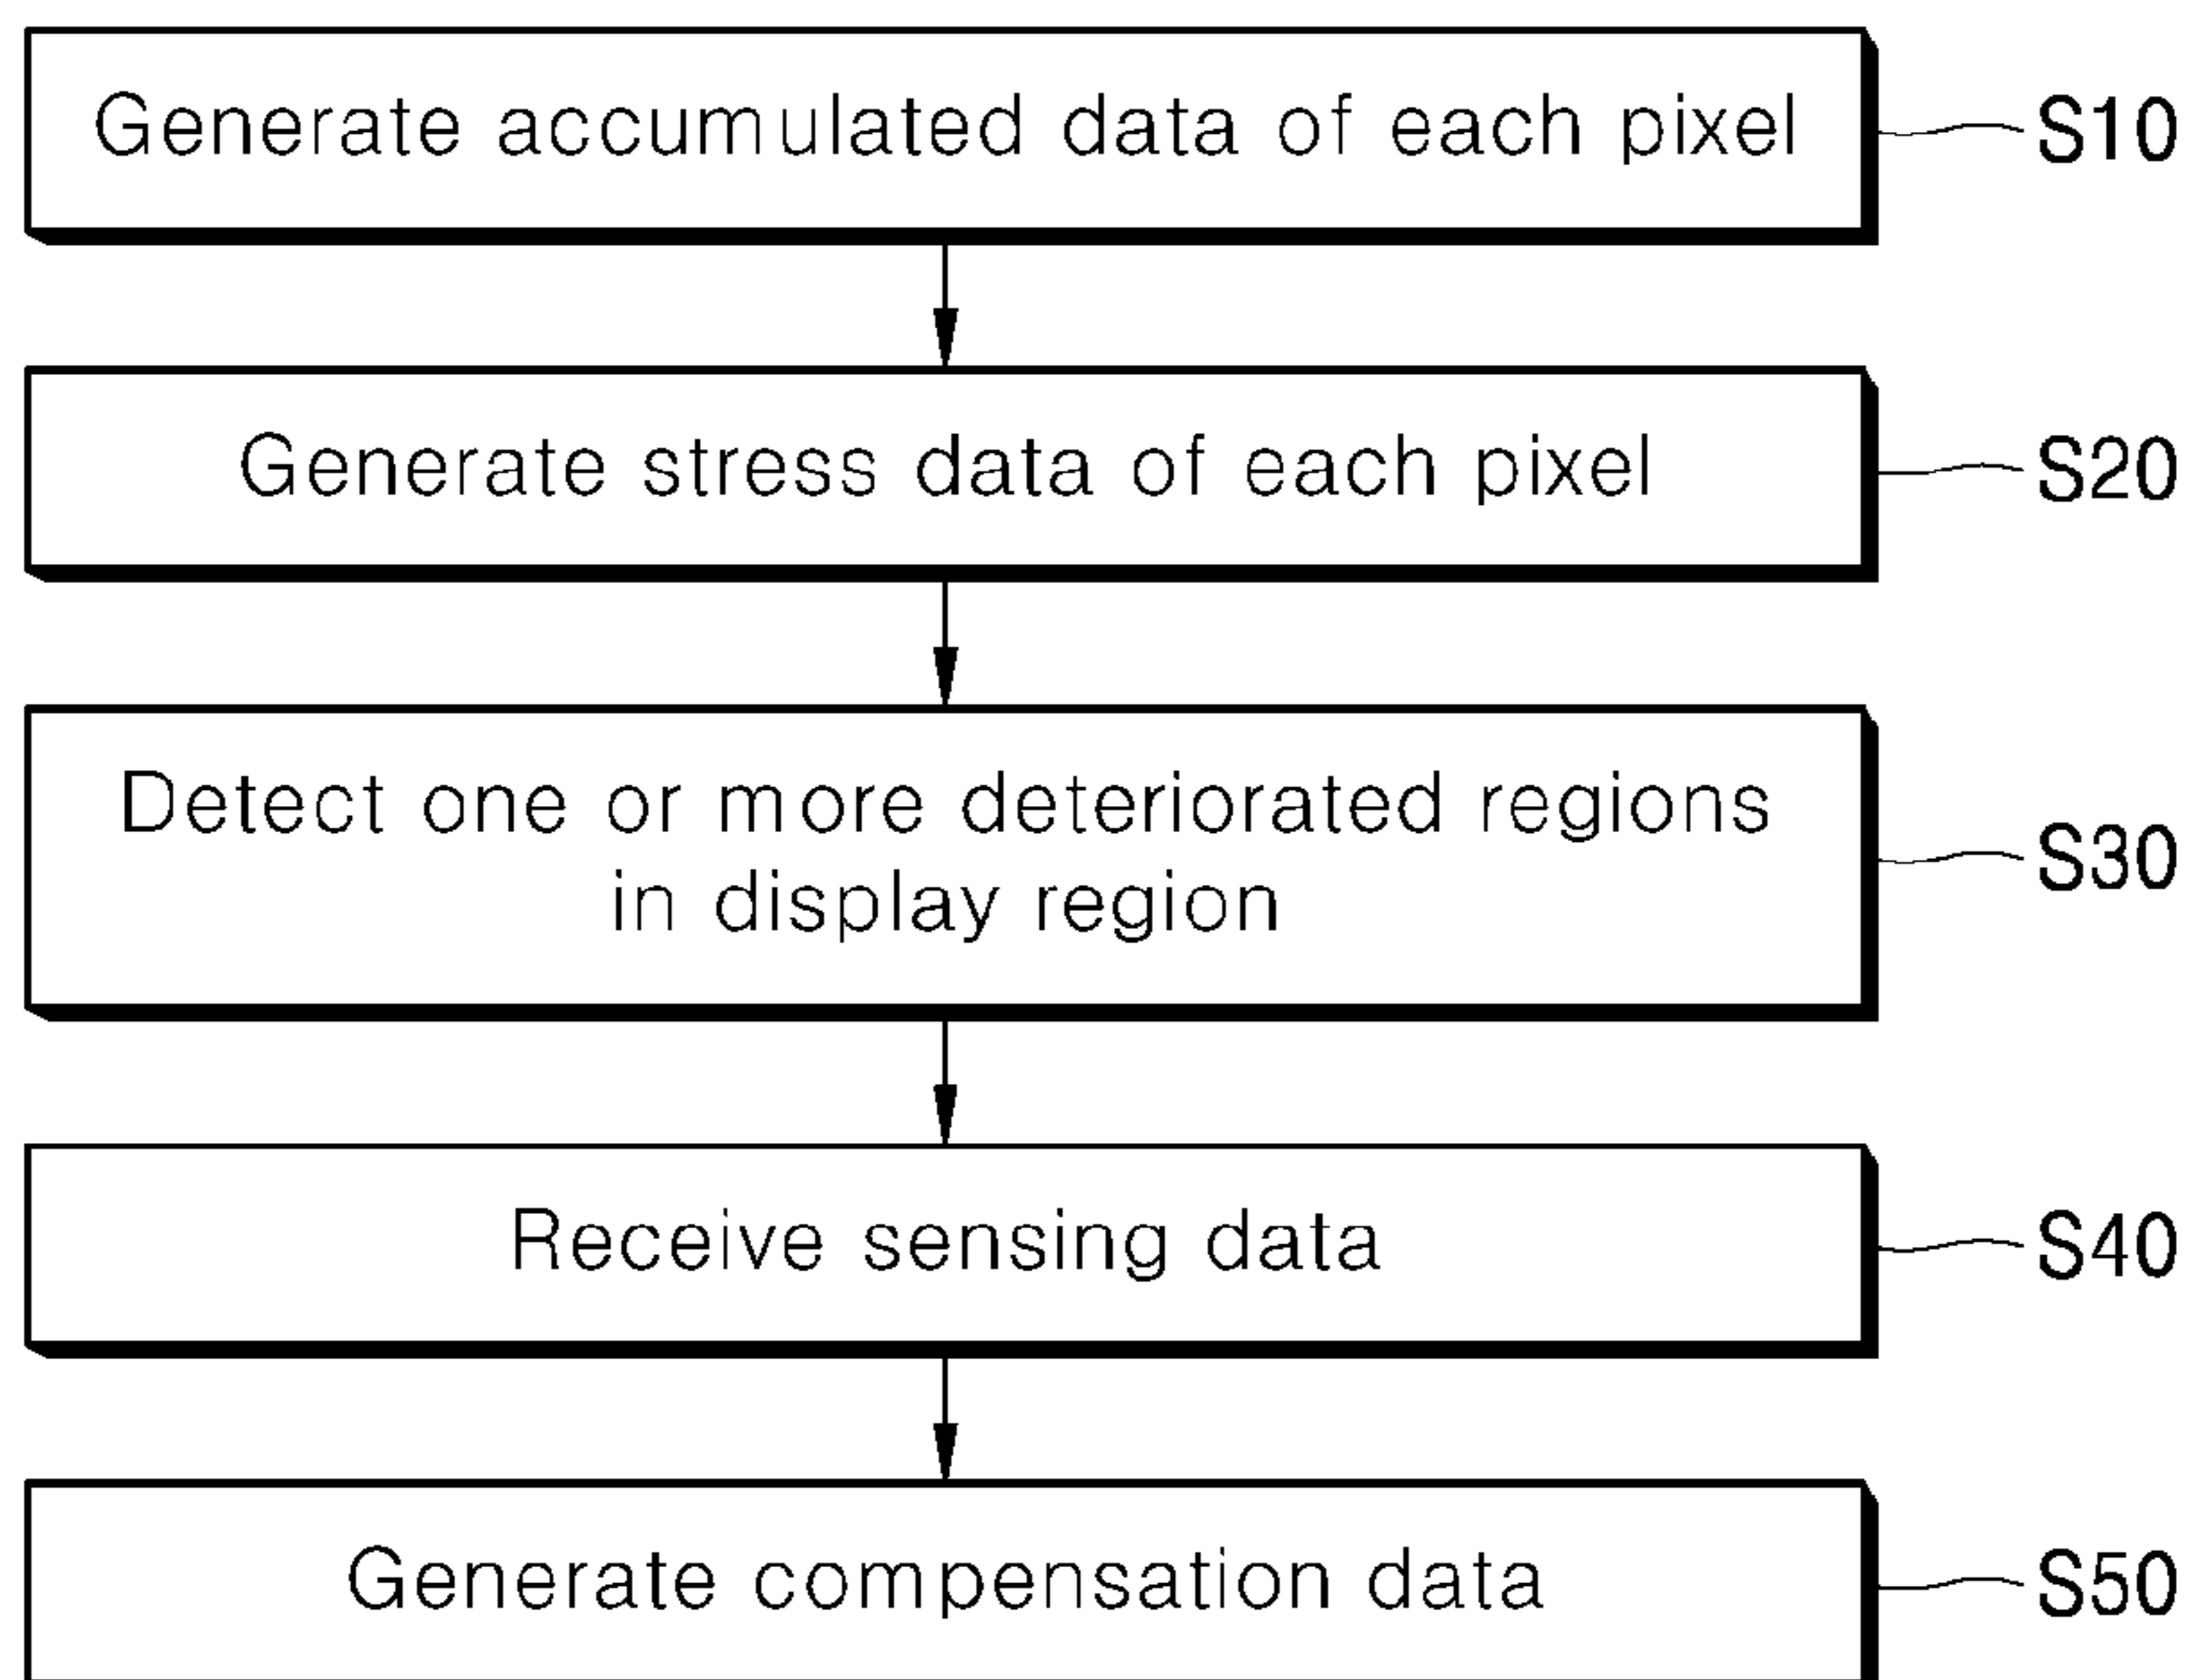 Generate accumulated data of each pixel
S10
Generate stress data of each pixel
S20
Detect one or more deteriorated regions
in display region
S30
Receive sensing data
S40
Generate compensation data
S50